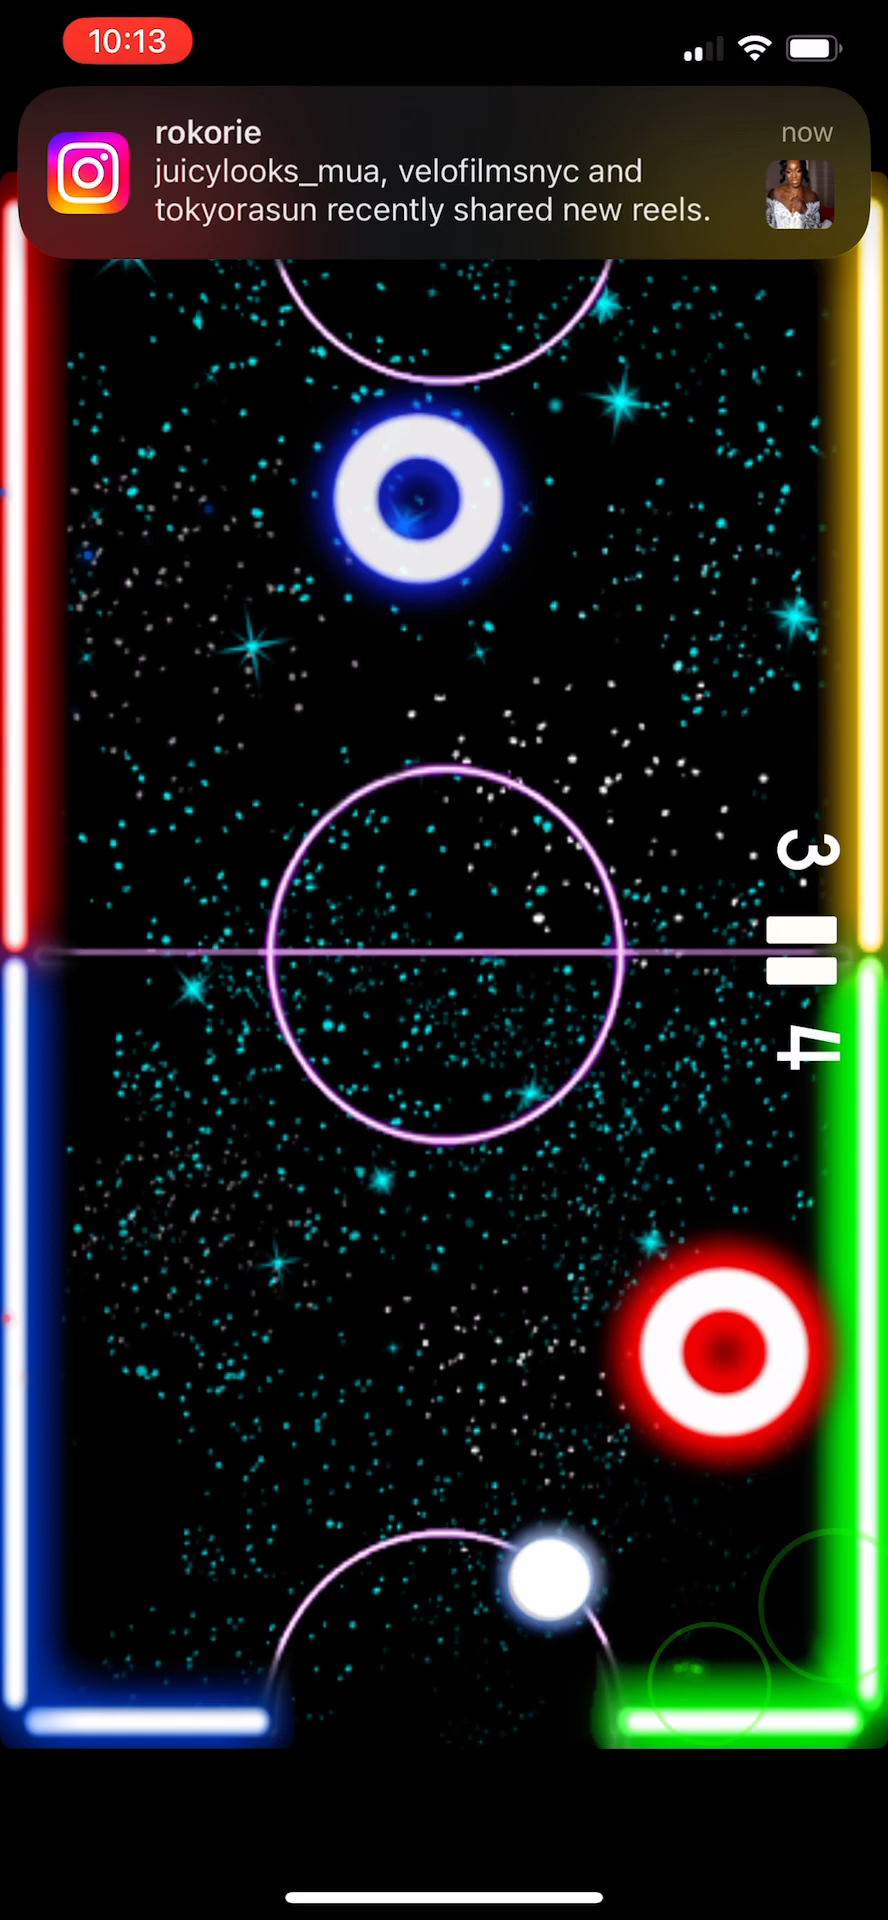 10:13
rokorie
now
juicylooks_mua, velofilmsnyc and
tokyorasun recently shared new reels.
3
4